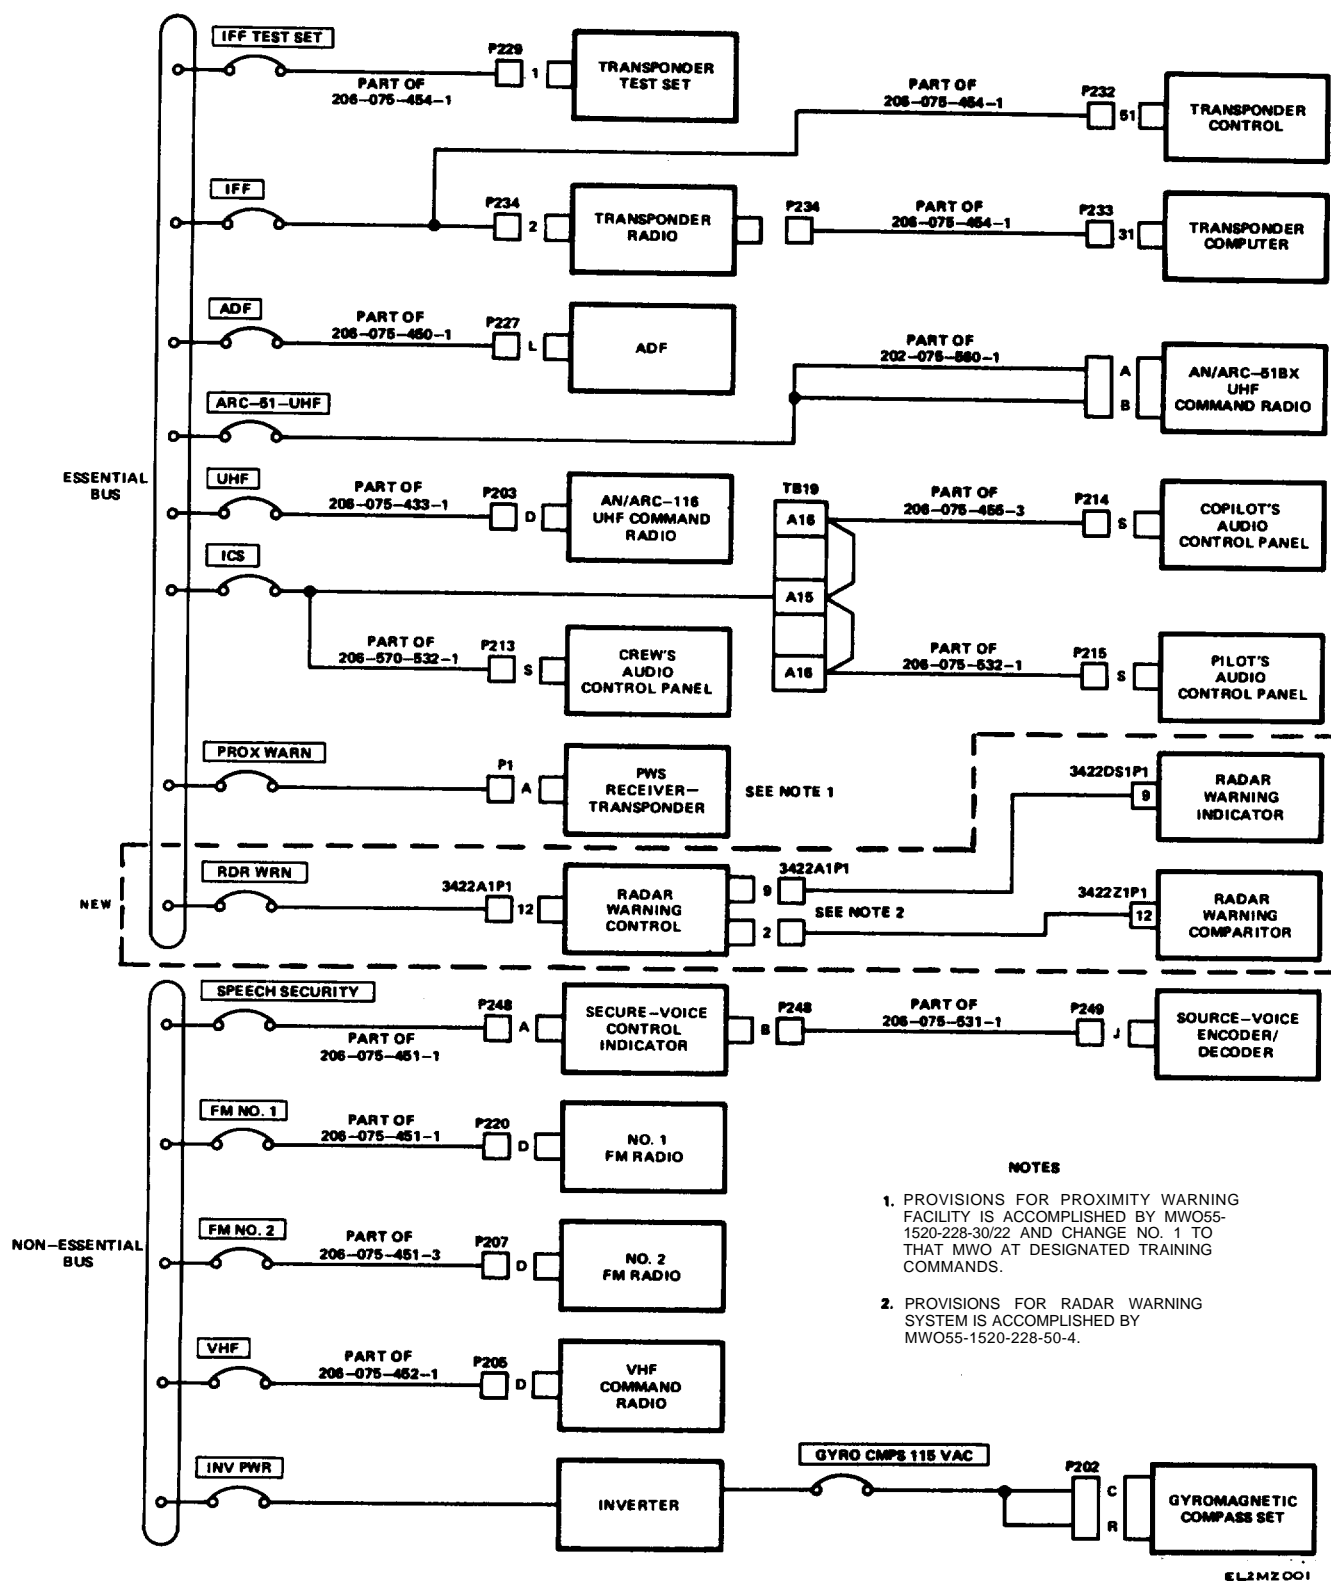 IFF TEST SET
PART OF
206-075-454-1
P229
1
TRANSPONDER
TEST SET
PART OF
206-075-454-1
P232
51
TRANSPONDER
CONTROL
IFF
P234
2
TRANSPONDER
RADIO
P234
PART OF
206-075-454-1
P233
31
TRANSPONDER
COMPUTER
ADF
PART OF
206-075-450-1
P227
L
ADF
PART OF
202-075-560-1
A
B
AN/ARC-51BX
UHF
COMMAND RADIO
ARC-51-UHF
ESSENTIAL
BUS
UHF
PART OF
206-075-433-1
P203
D
AN/ARC-116
UHF COMMAND
RADIO
TB19
A16
A15
A16
PART OF
206-075-455-3
P214
S
COPILOT'S
AUDIO
CONTROL PANEL
ICS
PART OF
206-570-532-1
P213
S
CREW'S
AUDIO
CONTROL PANEL
PART OF
206-075-532-1
P215
S
PILOT'S
AUDIO
CONTROL PANEL
PROX WARN
P1
A
PWS
RECEIVER-
TRANSPONDER
SEE NOTE 1
3422DS1P1
9
RADAR
WARNING
INDICATOR
NEW
RDR WRN
3422A1P1
12
RADAR
WARNING
CONTROL
9
3422A1P1
2
SEE NOTE 2
3422Z1P1
12
RADAR
WARNING
COMPARITOR
SPEECH SECURITY
PART OF
206-075-451-1
P248
A
SECURE-VOICE
CONTROL
INDICATOR
B
P248
PART OF
206-075-531-1
P249
J
SOURCE-VOICE
ENCODER/
DECODER
FM NO. 1
PART OF
206-075-451-1
P220
D
NO. 1
FM RADIO
NON-ESSENTIAL
BUS
FM NO. 2
PART OF
206-075-451-3
P207
D
NO. 2
FM RADIO
NOTES
1. PROVISIONS FOR PROXIMITY WARNING
FACILITY IS ACCOMPLISHED BY MWO55-
1520-228-30/22 AND CHANGE NO. 1 TO
THAT MWO AT DESIGNATED TRAINING
COMMANDS.
2. PROVISIONS FOR RADAR WARNING
SYSTEM IS ACCOMPLISHED BY
MWO55-1520-228-50-4.
VHF
PART OF
206-075-452-1
P205
D
VHF
COMMAND
RADIO
INV PWR
INVERTER
GYRO CMPS 115 VAC
P202
C
R
GYROMAGNETIC
COMPASS SET
EL2MZ001